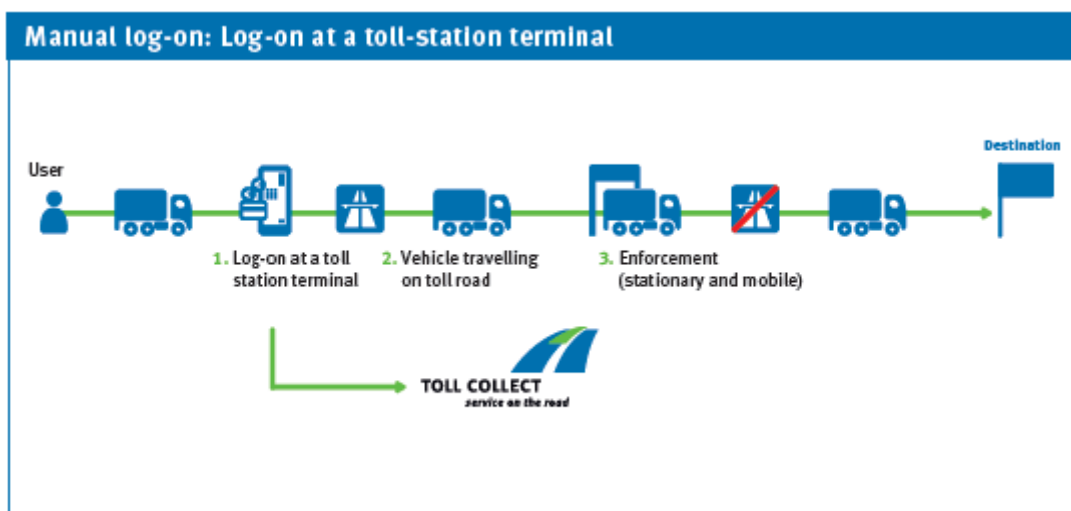 Manual log-on: Log-on at a toll-station terminal
Destination
User
1. Log-on at a toll
station terminal
2. Vehicle travelling
on toll road
3. Enforcement
(stationary and mobile)
TOLL COLLECT
service on the road